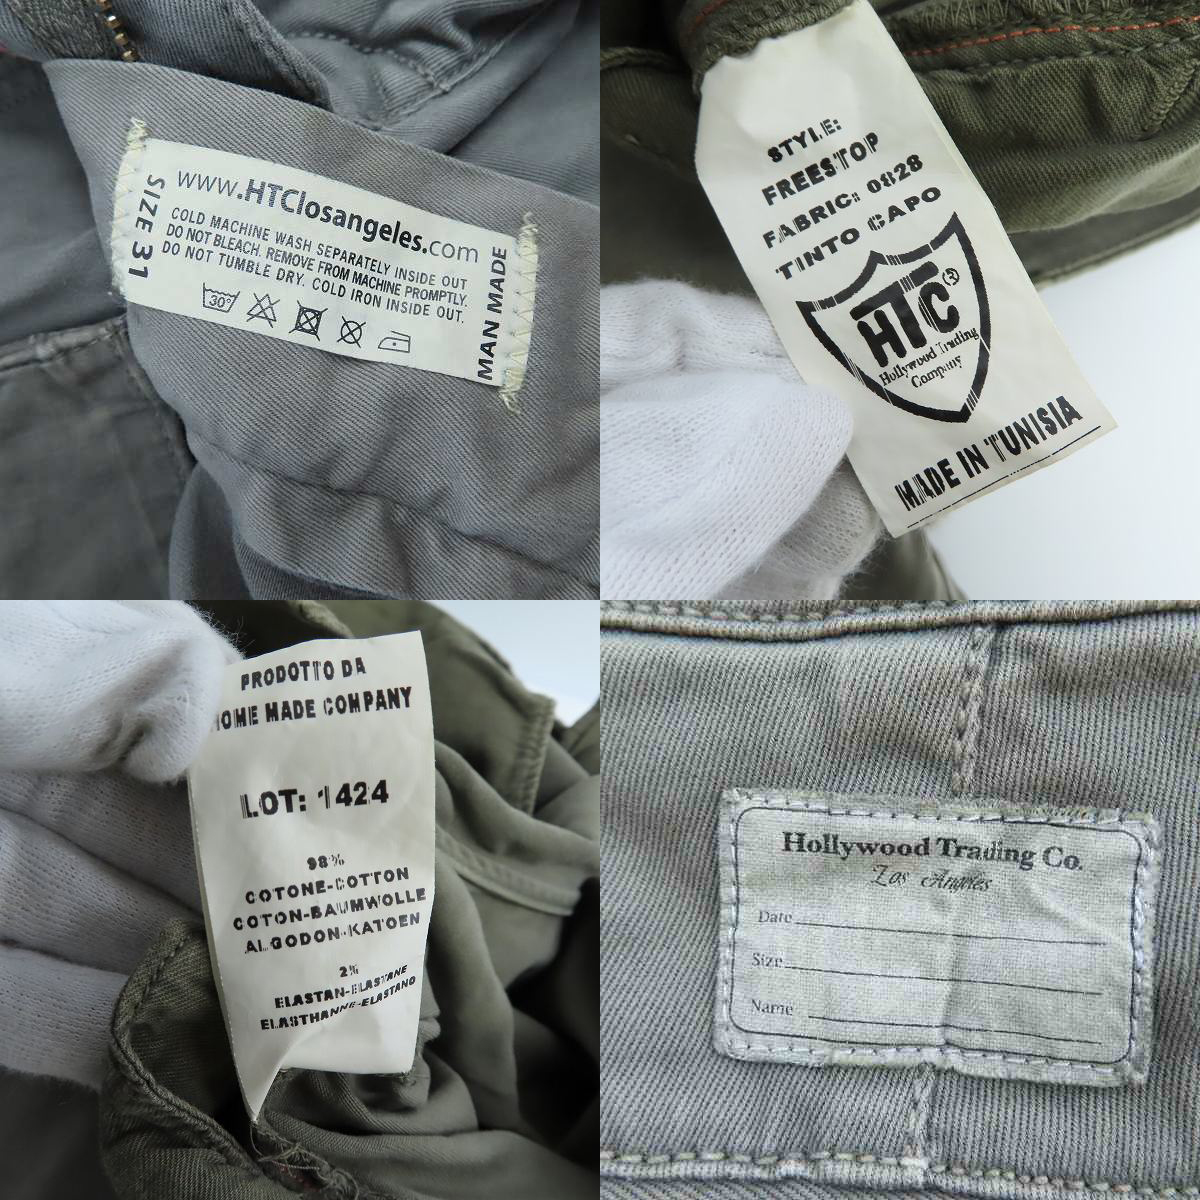 www.HTClosangeles.com
COLD MACHINE WASH SEPARATELY INSIDE OUT
DO NOT BLEACH. REMOVE FROM MACHINE PROMPTLY.
DO NOT TUMBLE DRY. COLD IRON INSIDE OUT.
30°
SIZE 31
MAN MADE
STYLE:
FREESTOP
FABRIC: 0828
TINTO CAPO
HTC®
Hollywood Trading
Company
MADE IN TUNISIA
PRODOTTO DA
HOME MADE COMPANY
LOT: 1424
98%
COTONE-COTTON
COTON-BAUMWOLLE
ALGODON-KATOEN
2%
ELASTAN-ELASTANE
ELASTHANNE-ELASTANO
Hollywood Trading Co.
Los Angeles
Date
Size
Name